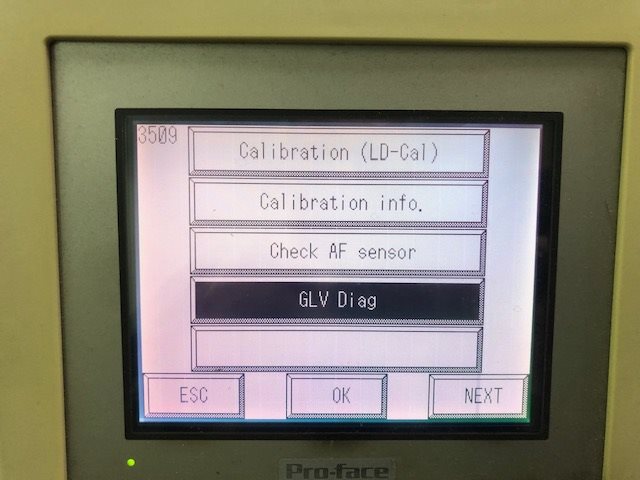 3509
Calibration (LD-Cal)
Calibration info.
Check AF sensor
GLV Diag
ESC OK NEXT
Pro-face